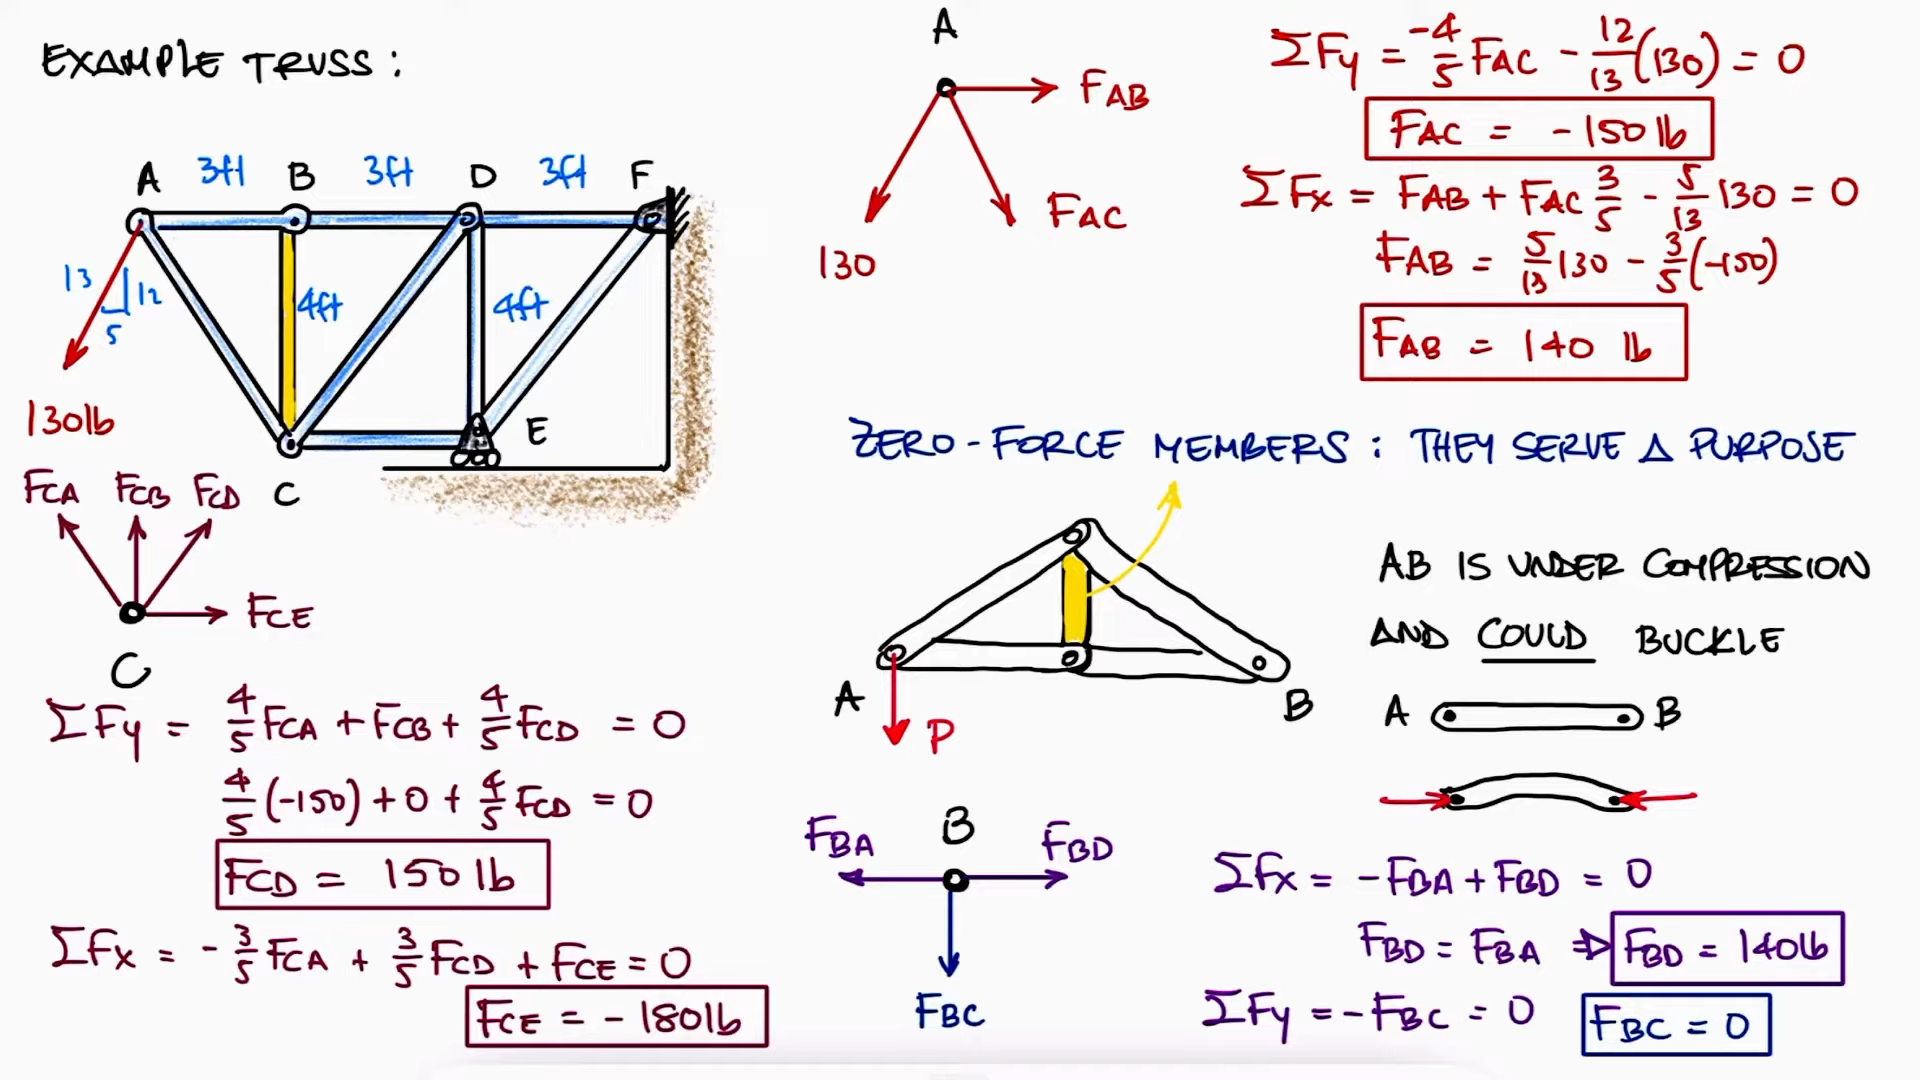 EXAMPLE TRUSS:
A 3ft B 3ft D 3ft F
13 12 5
4ft 4ft
130lb
E
C
FCA FCB FCD
FCE
C
ΣFy = 4/5 FCA + FCB + 4/5 FCD = 0
4/5 (-150) + 0 + 4/5 FCD = 0
FCD = 150 lb
ΣFx = - 3/5 FCA + 3/5 FCD + FCE = 0
FCE = - 180lb
A
FAB
FAC
130
ΣFy = -4/5 FAC - 12/13 (130) = 0
FAC = -150 lb
ΣFx = FAB + FAC 3/5 - 5/13 130 = 0
FAB = 5/13 130 - 3/5 (-150)
FAB = 140 lb
ZERO-FORCE MEMBERS: THEY SERVE A PURPOSE
A
P
B
AB IS UNDER COMPRESSION
AND COULD BUCKLE
A B
FBA B FBD
FBC
ΣFx = -FBA + FBD = 0
FBD = FBA ⇒ FBD = 140lb
ΣFy = -FBC = 0 FBC = 0